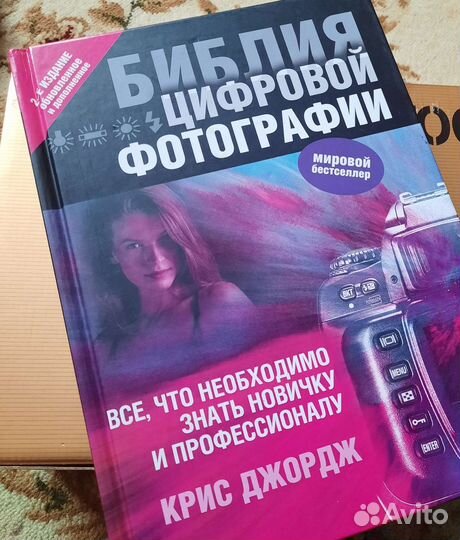 2-е ИЗДАНИЕ
обновленное
и дополненное
БИБЛИЯ
ЦИФРОВОЙ
ФОТОГРАФИИ
мировой
бестселлер
BKT
MENU
ENTER
ВСЕ, ЧТО НЕОБХОДИМО
ЗНАТЬ НОВИЧКУ
И ПРОФЕССИОНАЛУ
КРИС ДЖОРДЖ
Avito